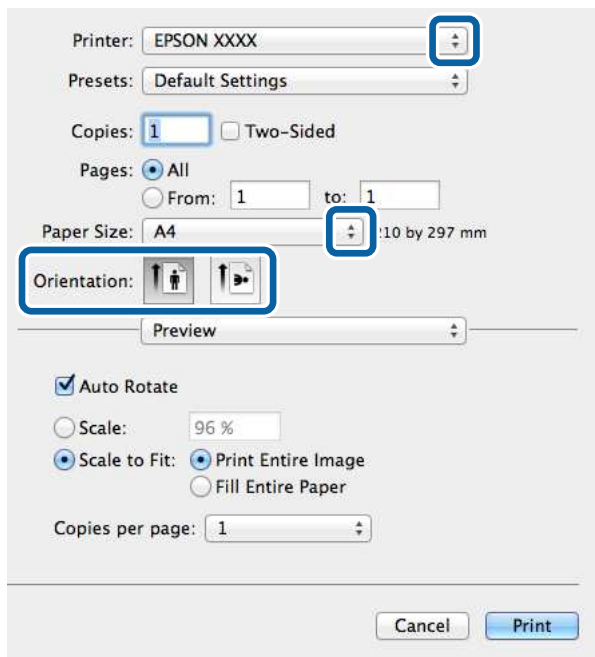 Printer: EPSON XXXX
Presets: Default Settings
Copies: 1 Two-Sided
Pages: All
From: 1 to: 1
Paper Size: A4 10 by 297 mm
Orientation:
Preview
Auto Rotate
Scale: 96 %
Scale to Fit: Print Entire Image
Fill Entire Paper
Copies per page: 1
Cancel Print